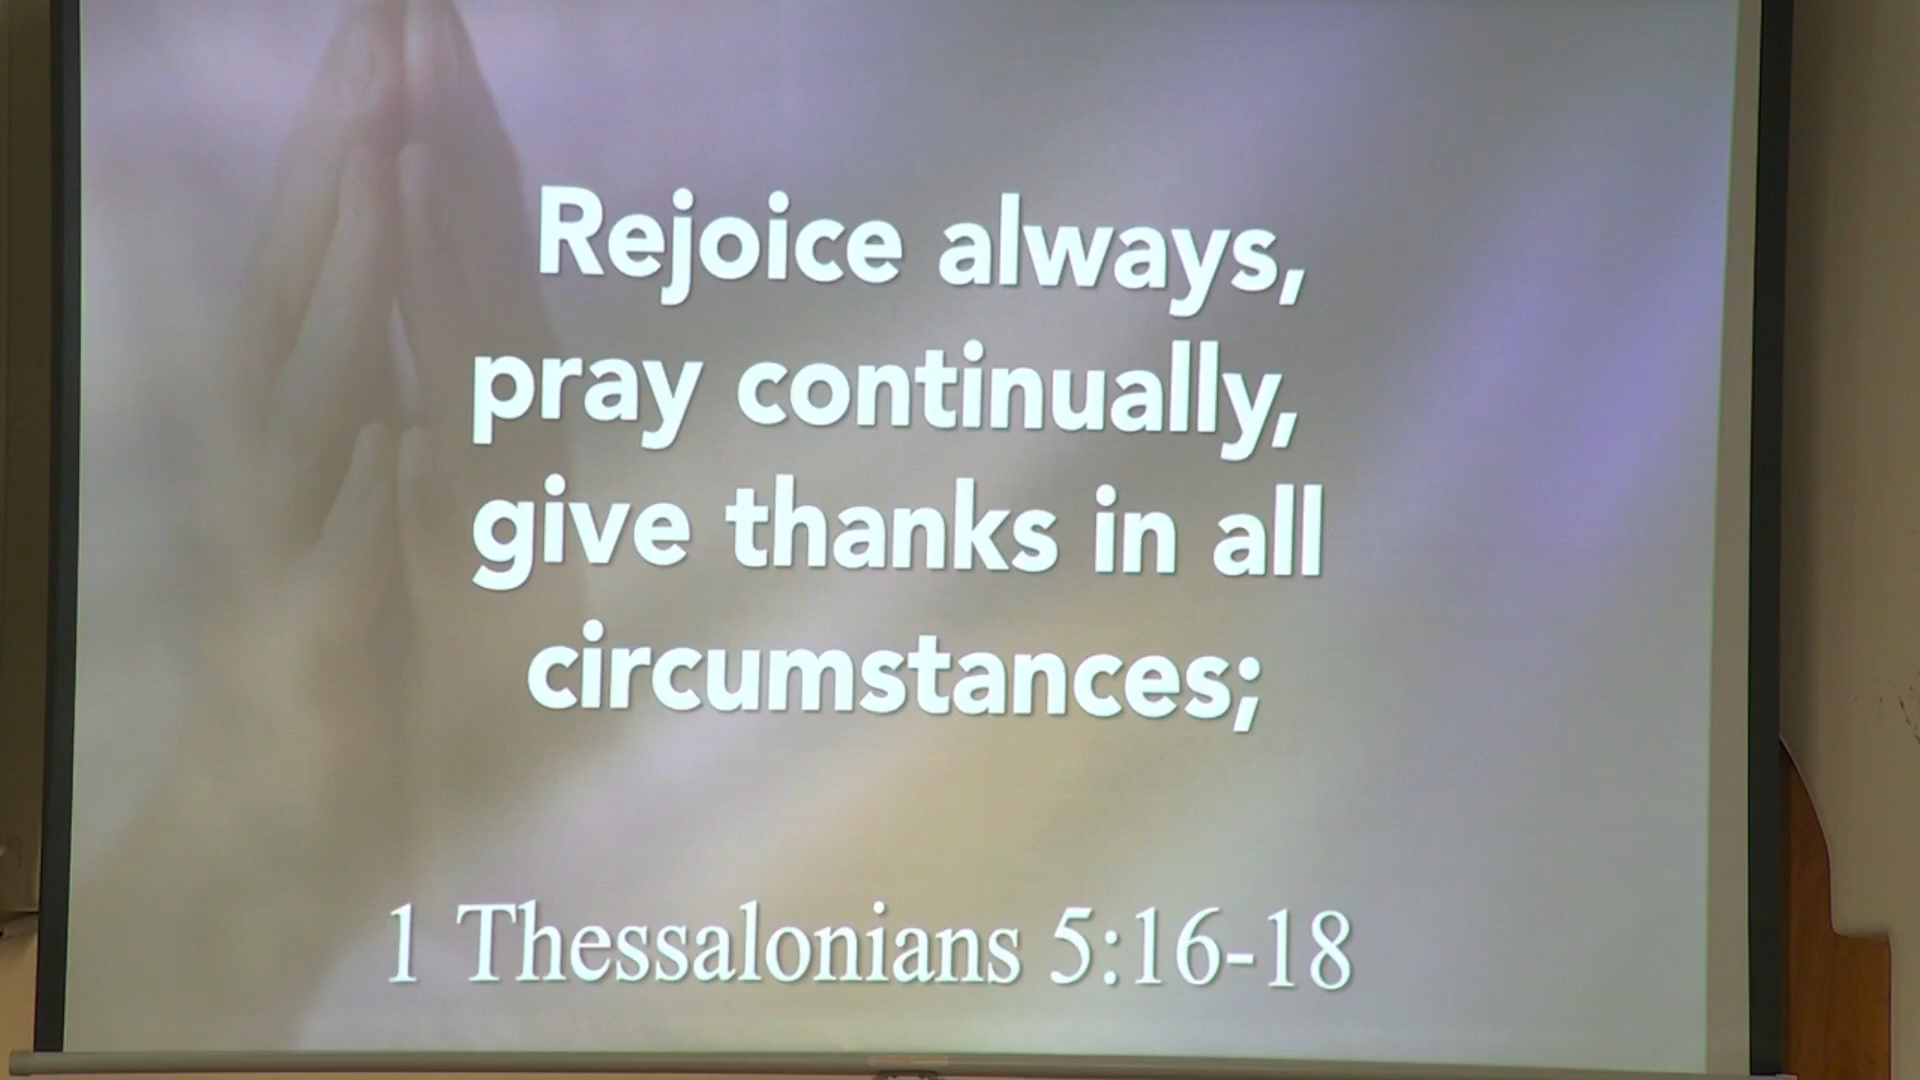 Rejoice always,
pray continually,
give thanks in all
circumstances;
1 Thessalonians 5:16-18